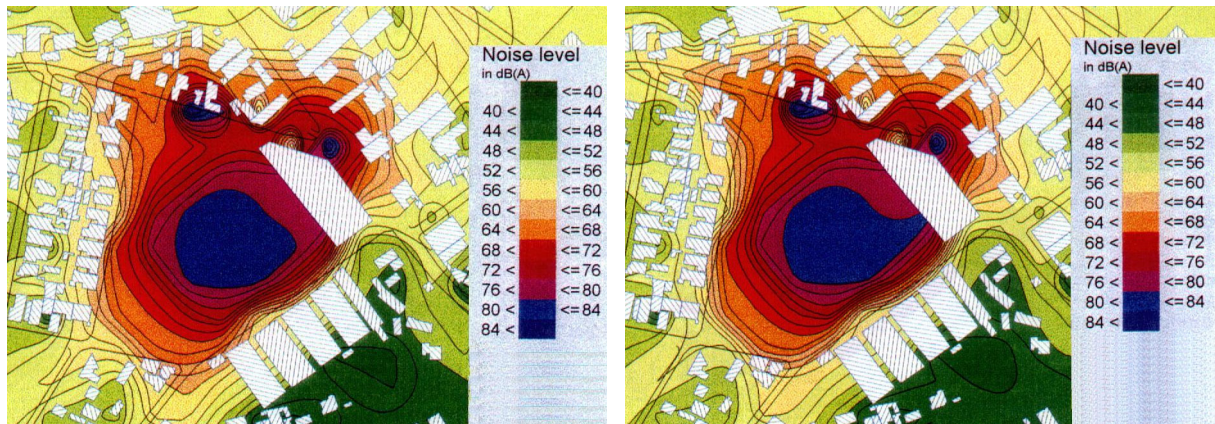 Noise level
in dB(A)
<= 40
40 < <= 44
44 < <= 48
48 < <= 52
52 < <= 56
56 < <= 60
60 < <= 64
64 < <= 68
68 < <= 72
72 < <= 76
76 < <= 80
80 < <= 84
84 <
Noise level
in dB(A)
<= 40
40 < <= 44
44 < <= 48
48 < <= 52
52 < <= 56
56 < <= 60
60 < <= 64
64 < <= 68
68 < <= 72
72 < <= 76
76 < <= 80
80 < <= 84
84 <